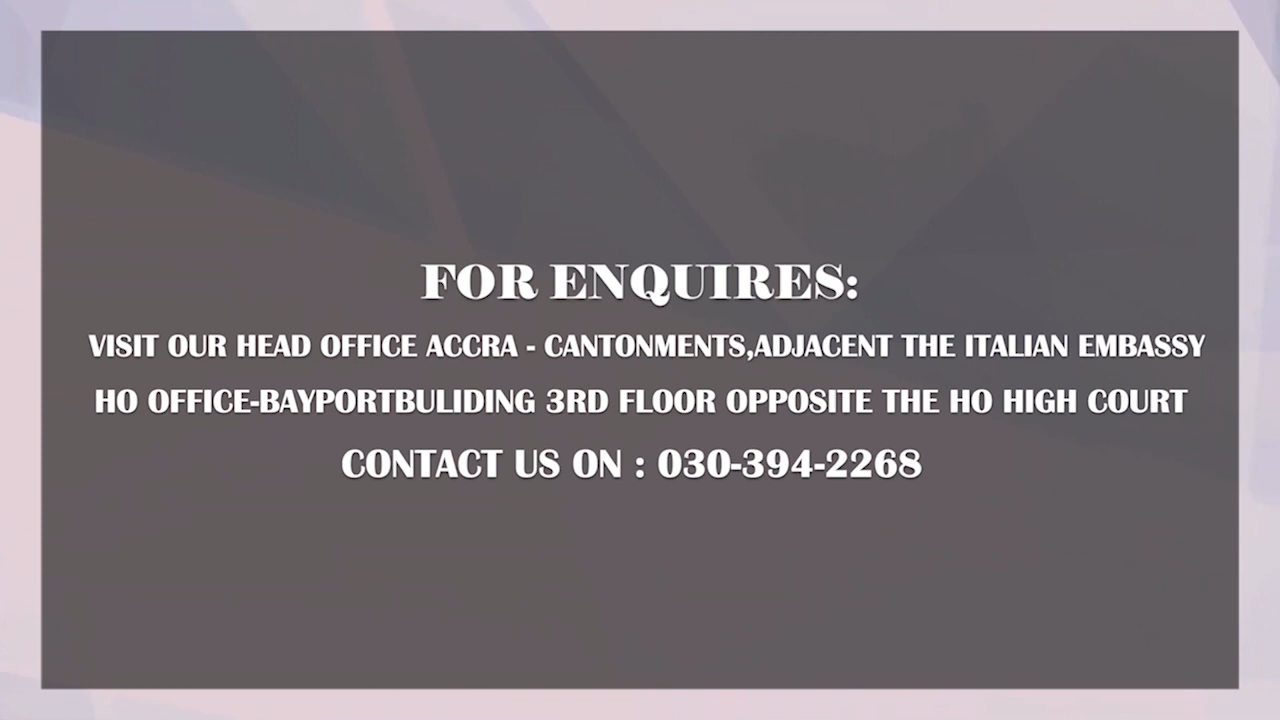 FOR ENQUIRES:
VISIT OUR HEAD OFFICE ACCRA - CANTONMENTS,ADJACENT THE ITALIAN EMBASSY
HO OFFICE-BAYPORTBULIDING 3RD FLOOR OPPOSITE THE HO HIGH COURT
CONTACT US ON : 030-394-2268